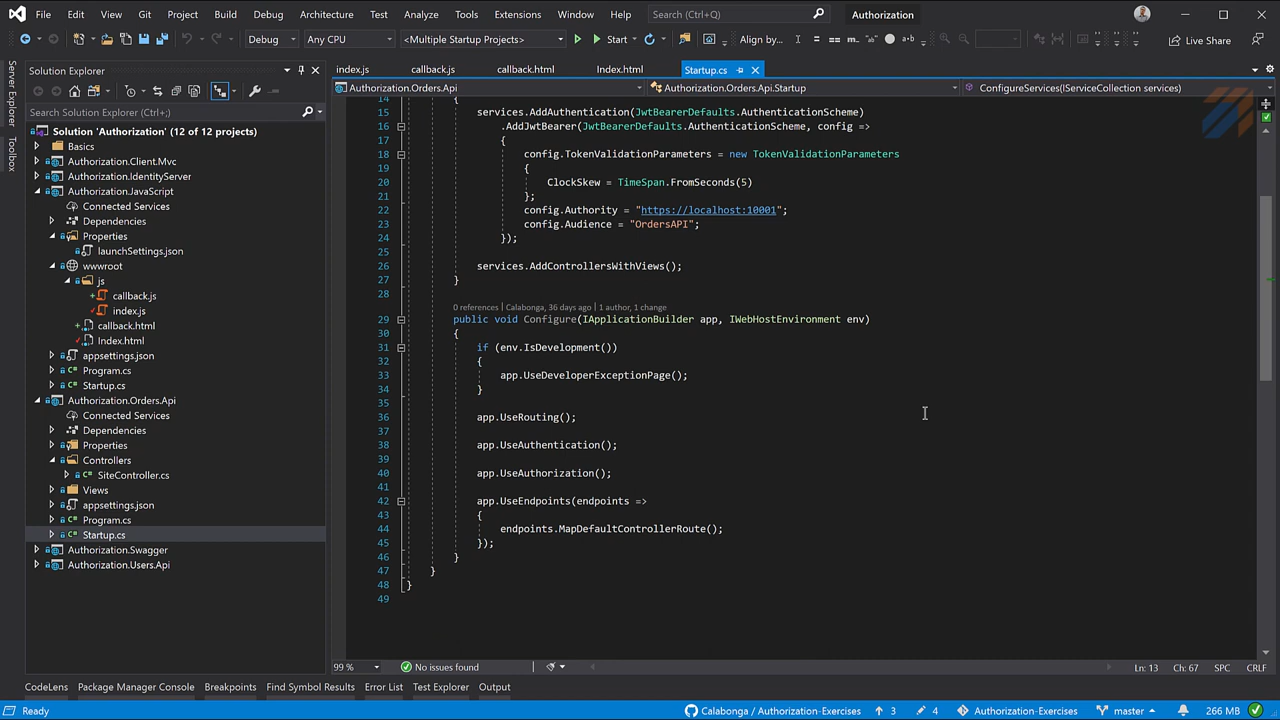 File Edit View Git Project Build Debug Architecture Test Analyze Tools Extensions Window Help Search (Ctrl+Q) Authorization
Debug Any CPU <Multiple Startup Projects> Start Align by... Live Share
Server Explorer
Toolbox
Solution Explorer
Search Solution Explorer (Ctrl+;)
Solution 'Authorization' (12 of 12 projects)
Basics
Authorization.Client.Mvc
Authorization.IdentityServer
Authorization.JavaScript
Connected Services
Dependencies
Properties
launchSettings.json
wwwroot
js
callback.js
index.js
callback.html
Index.html
appsettings.json
Program.cs
Startup.cs
Authorization.Orders.Api
Connected Services
Dependencies
Properties
Controllers
SiteController.cs
Views
appsettings.json
Program.cs
Startup.cs
Authorization.Swagger
Authorization.Users.Api
index.js callback.js callback.html Index.html Startup.cs
Authorization.Orders.Api Authorization.Orders.Api.Startup ConfigureServices(IServiceCollection services)
14 {
15 services.AddAuthentication(JwtBearerDefaults.AuthenticationScheme)
16 .AddJwtBearer(JwtBearerDefaults.AuthenticationScheme, config =>
17 {
18 config.TokenValidationParameters = new TokenValidationParameters
19 {
20 ClockSkew = TimeSpan.FromSeconds(5)
21 };
22 config.Authority = "https://localhost:10001";
23 config.Audience = "OrdersAPI";
24 });
25
26 services.AddControllersWithViews();
27 }
28
0 references | Calabonga, 36 days ago | 1 author, 1 change
29 public void Configure(IApplicationBuilder app, IWebHostEnvironment env)
30 {
31 if (env.IsDevelopment())
32 {
33 app.UseDeveloperExceptionPage();
34 }
35
36 app.UseRouting();
37
38 app.UseAuthentication();
39
40 app.UseAuthorization();
41
42 app.UseEndpoints(endpoints =>
43 {
44 endpoints.MapDefaultControllerRoute();
45 });
46 }
47 }
48 }
49
99 % No issues found Ln: 13 Ch: 67 SPC CRLF
CodeLens Package Manager Console Breakpoints Find Symbol Results Error List Test Explorer Output
Ready Calabonga / Authorization-Exercises 3 4 Authorization-Exercises master 266 MB